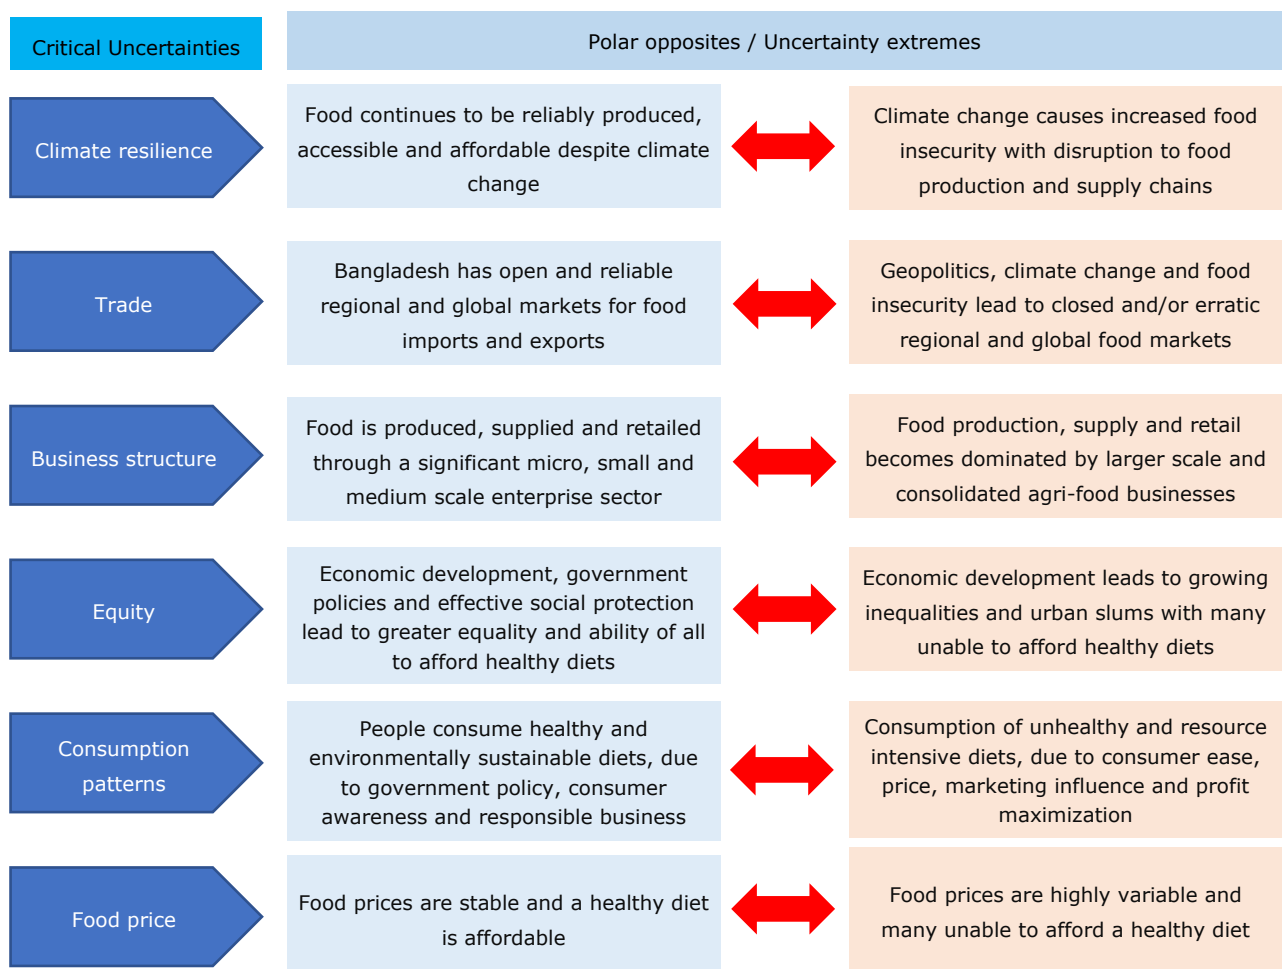 Critical Uncertainties
Polar opposites / Uncertainty extremes
Climate resilience
Food continues to be reliably produced,
accessible and affordable despite climate
change
Climate change causes increased food
insecurity with disruption to food
production and supply chains
Trade
Bangladesh has open and reliable
regional and global markets for food
imports and exports
Geopolitics, climate change and food
insecurity lead to closed and/or erratic
regional and global food markets
Business structure
Food is produced, supplied and retailed
through a significant micro, small and
medium scale enterprise sector
Food production, supply and retail
becomes dominated by larger scale and
consolidated agri-food businesses
Equity
Economic development, government
policies and effective social protection
lead to greater equality and ability of all
to afford healthy diets
Economic development leads to growing
inequalities and urban slums with many
unable to afford healthy diets
Consumption
patterns
People consume healthy and
environmentally sustainable diets, due
to government policy, consumer
awareness and responsible business
Consumption of unhealthy and resource
intensive diets, due to consumer ease,
price, marketing influence and profit
maximization
Food price
Food prices are stable and a healthy diet
is affordable
Food prices are highly variable and
many unable to afford a healthy diet